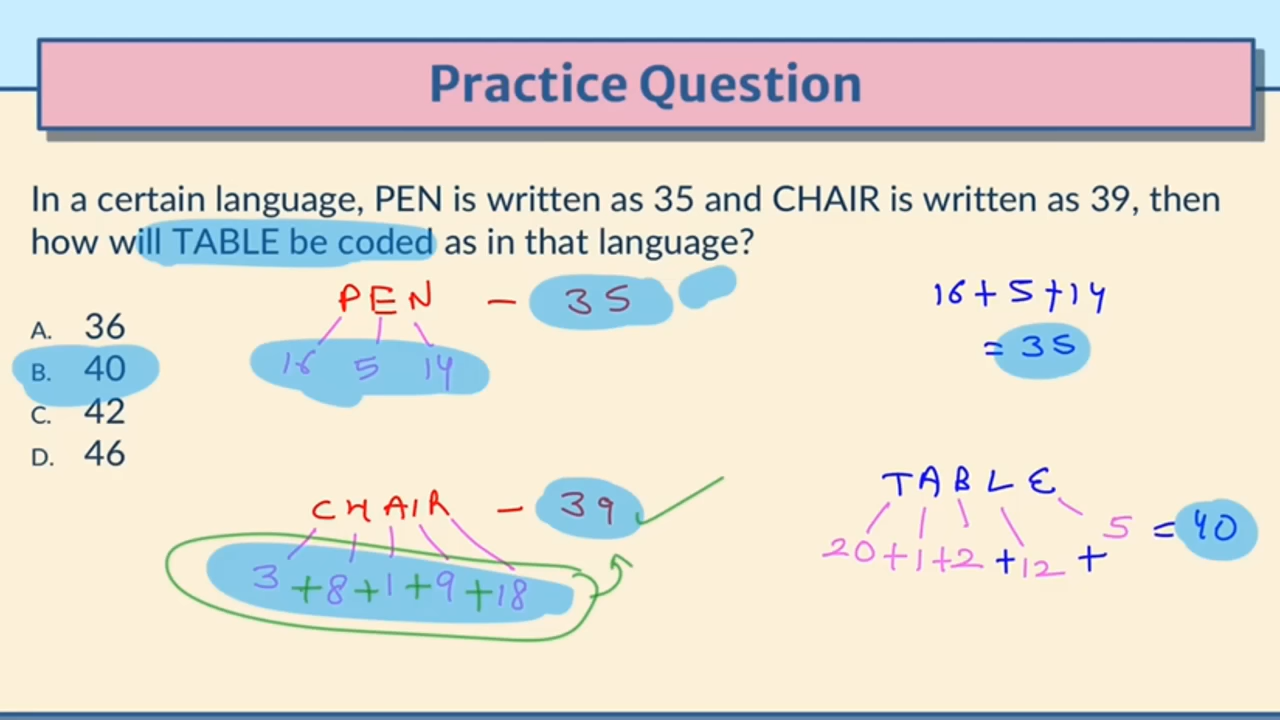 Practice Question
In a certain language, PEN is written as 35 and CHAIR is written as 39, then
how will TABLE be coded as in that language?
A. 36
B. 40
C. 42
D. 46
PEN - 35
16 5 14
16+5+14
= 35
CHAIR - 39
3+8+1+9+18
TABLE
20+1+2+12+5 = 40